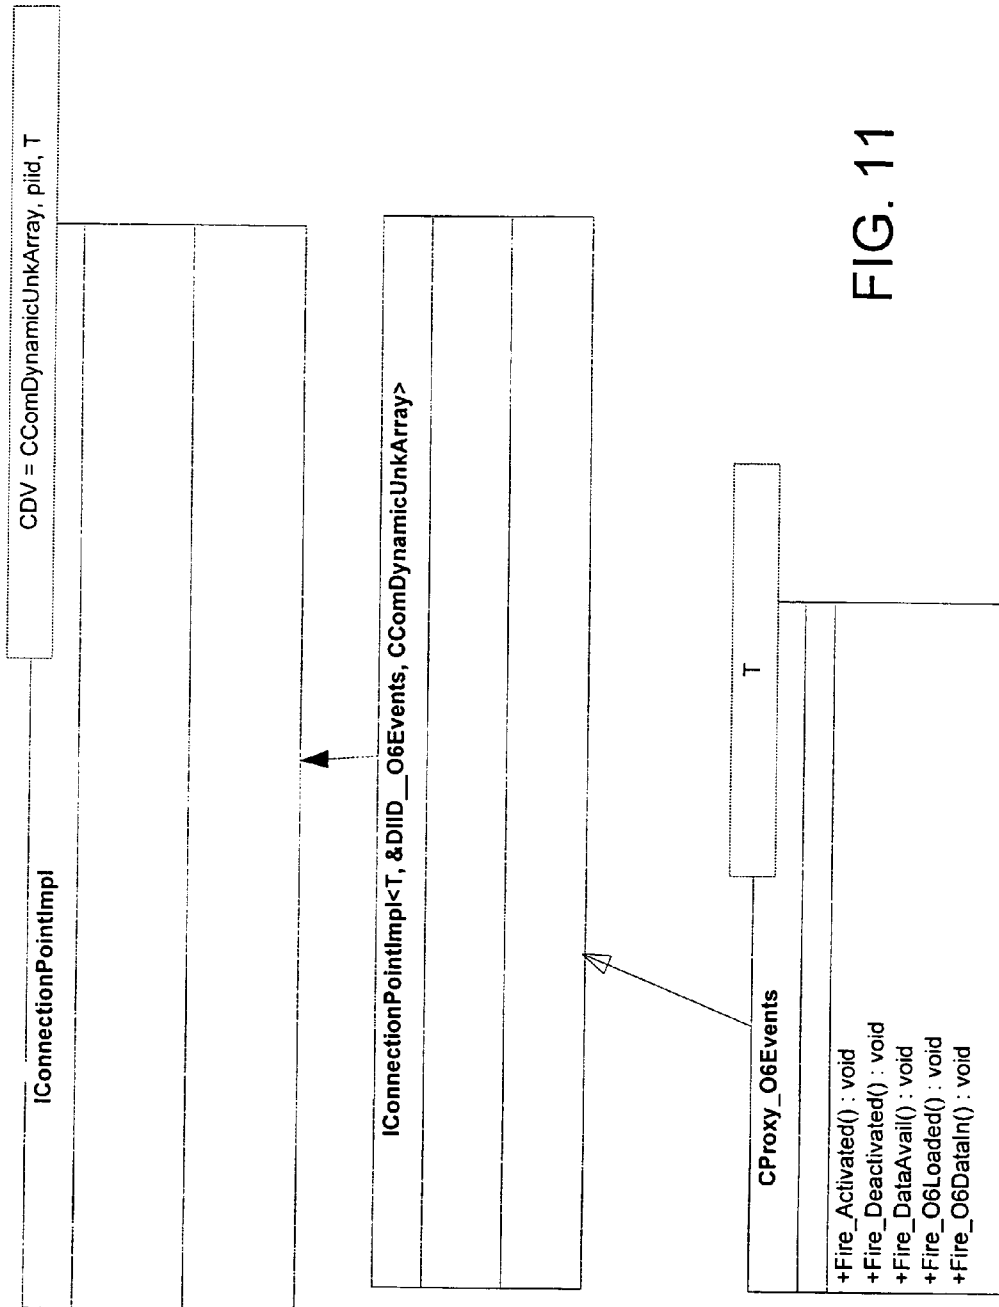 CDV = CComDynamicUnkArray, piid, T
IConnectionPointImpl
IConnectionPointImpl<T, &DIID__O6Events, CComDynamicUnkArray>
T
CProxy_O6Events
+Fire_Activated() : void
+Fire_Deactivated() : void
+Fire_DataAvail() : void
+Fire_O6Loaded() : void
+Fire_O6DataIn() : void
FIG. 11